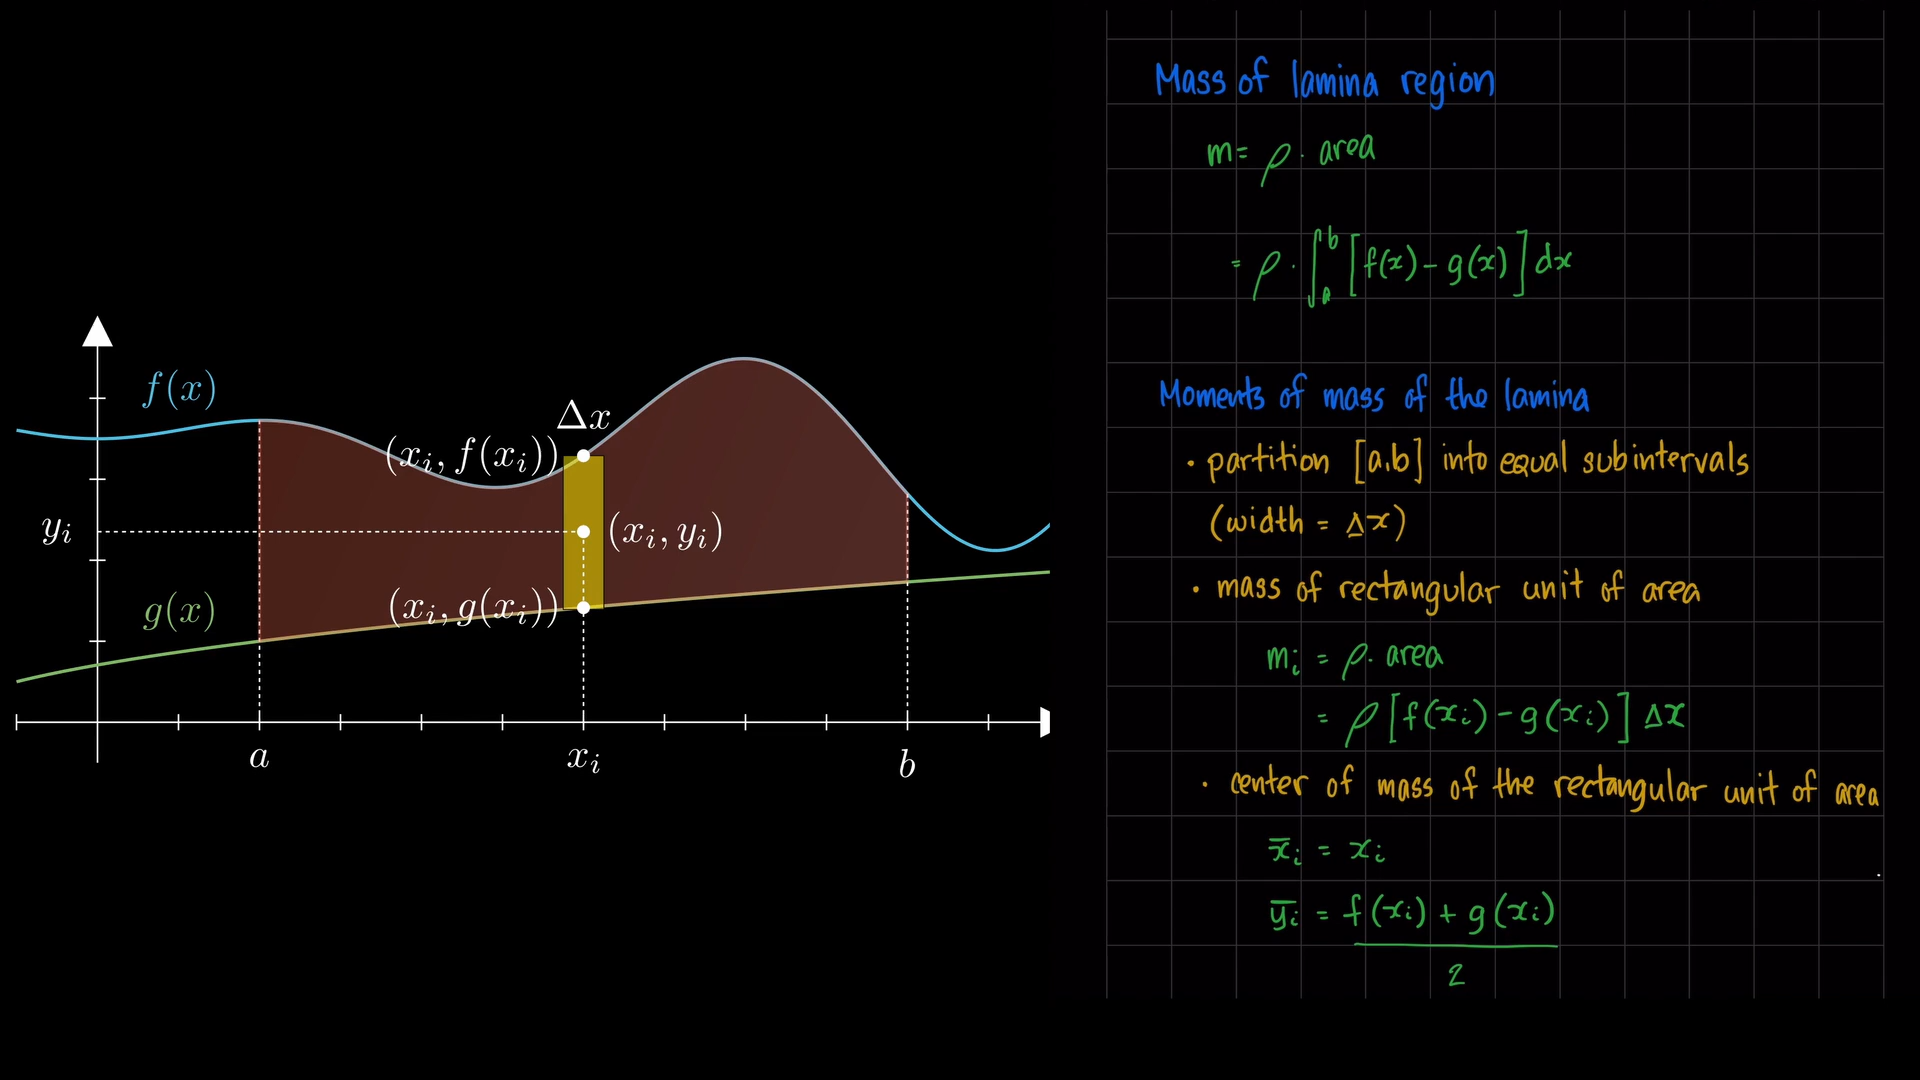 f(x)
Δx
(x_i, f(x_i))
y_i
(x_i, y_i)
g(x)
(x_i, g(x_i))
a
x_i
b
Mass of lamina region
m = ρ · area
= ρ · ∫_a^b [f(x) - g(x)] dx
Moments of mass of the lamina
• partition [a.b] into equal subintervals
(width = Δx)
• mass of rectangular unit of area
m_i = ρ · area
= ρ [f(x_i) - g(x_i)] Δx
• center of mass of the rectangular unit of area
x̅_i = x_i
y̅_i = f(x_i) + g(x_i)
2